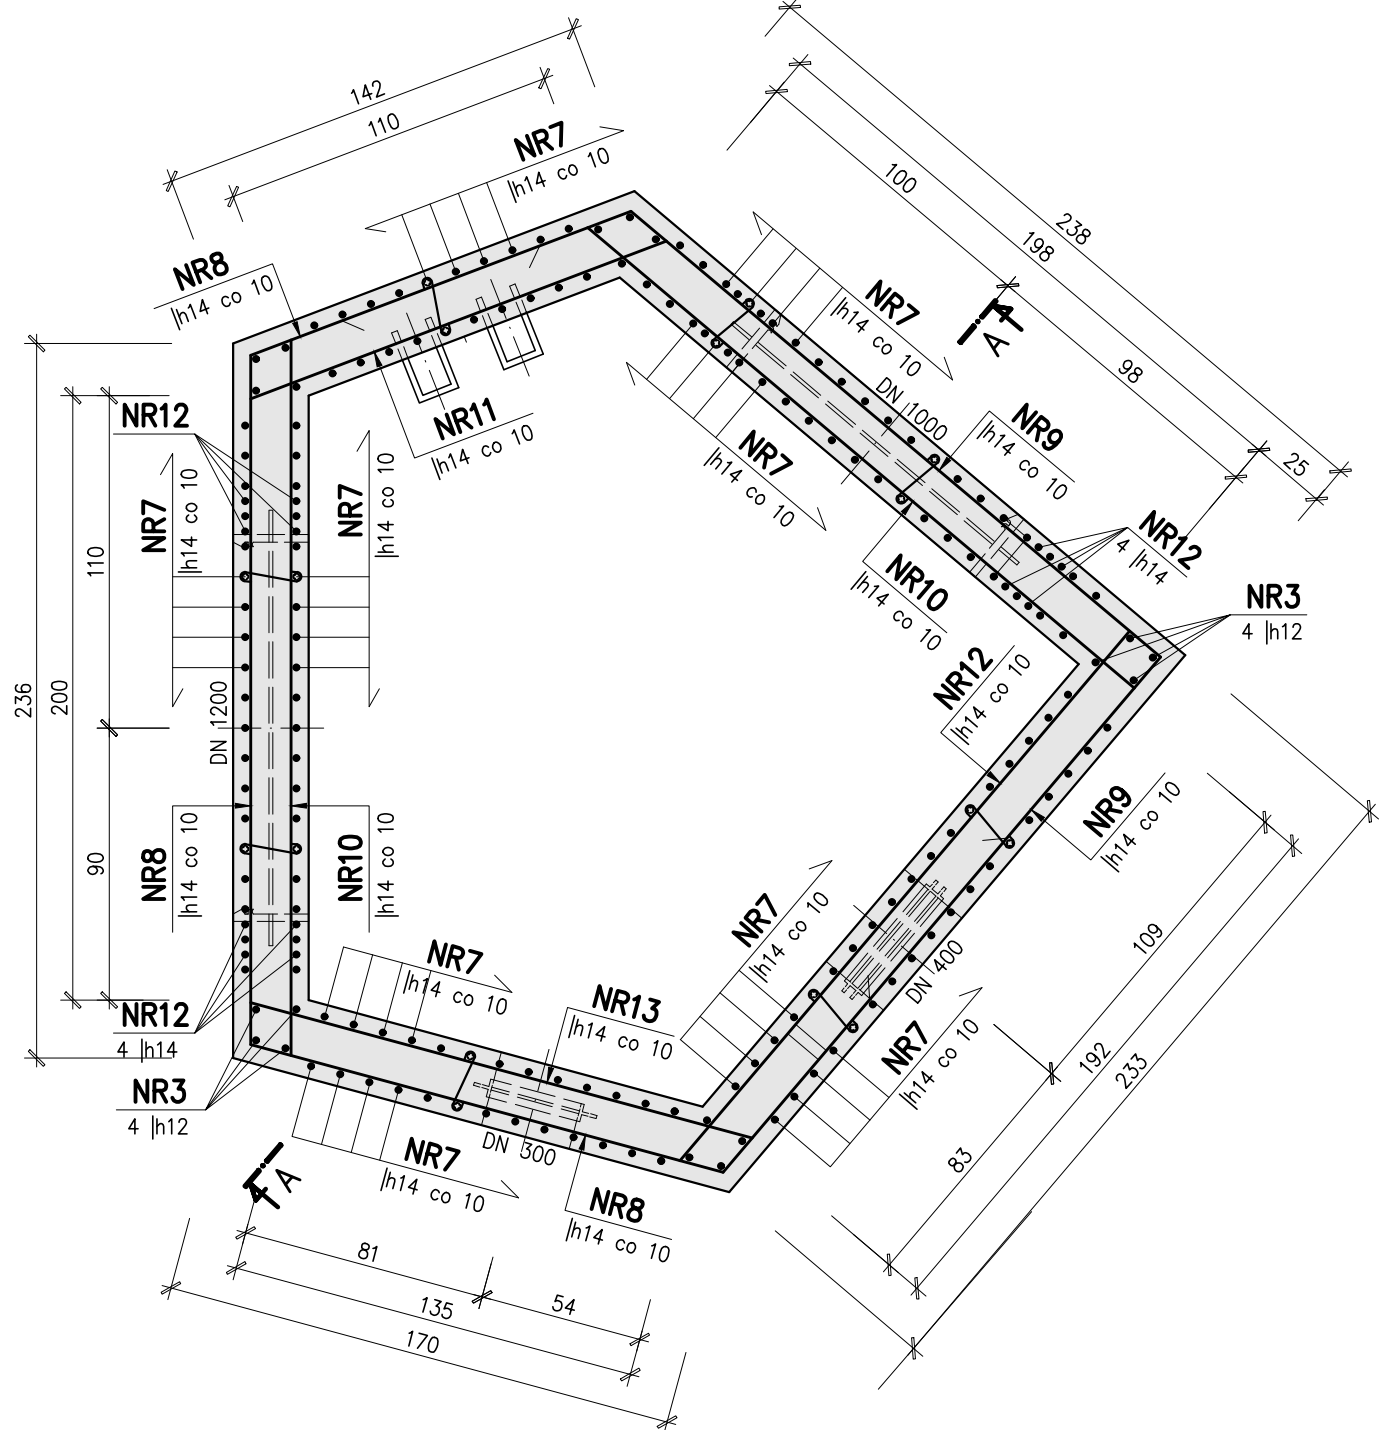 142
110
NR7
|h14 co 10
NR8
|h14 co 10
NR11
|h14 co 10
238
198
100
98
25
A
NR7
|h14 co 10
DN 1000
NR7
|h14 co 10
NR9
|h14 co 10
NR10
|h14 co 10
NR12
4 |h14
NR3
4 |h12
NR12
|h14 co 10
NR12
NR7
|h14 co 10
NR7
|h14 co 10
236
200
110
90
DN 1200
NR8
|h14 co 10
NR10
|h14 co 10
NR12
4 |h14
NR3
4 |h12
NR7
|h14 co 10
NR13
|h14 co 10
NR7
|h14 co 10
NR9
|h14 co 10
DN 400
NR7
|h14 co 10
109
192
233
83
DN 300
NR7
|h14 co 10
NR8
|h14 co 10
A
81
54
135
170